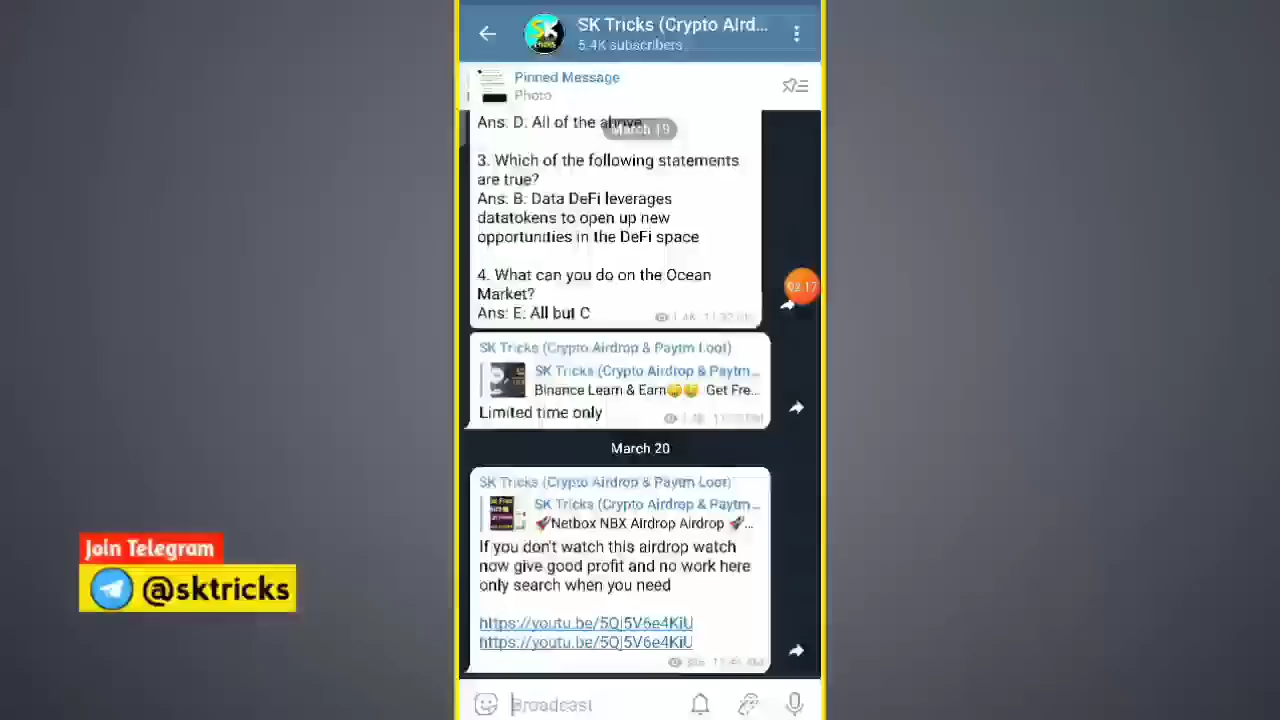 SK Tricks (Crypto Aird...
5.4K subscribers
Pinned Message
Photo
Ans: D. All of the above
March 19
3. Which of the following statements
are true?
Ans: B: Data DeFi leverages
datatokens to open up new
opportunities in the DeFi space
4. What can you do on the Ocean
Market?
Ans: E: All but C
1.4K
02:17
SK Tricks (Crypto Airdrop & Paytm Loot)
SK Tricks (Crypto Airdrop & Paytm...
Binance Learn & Earn🤑🤑 Get Fre...
Limited time only
March 20
SK Tricks (Crypto Airdrop & Paytm Loot)
SK Tricks (Crypto Airdrop & Paytm...
🚀Netbox NBX Airdrop Airdrop 🚀...
If you don't watch this airdrop watch
now give good profit and no work here
only search when you need
https://youtu.be/5Qj5V6e4KiU
https://youtu.be/5Qj5V6e4KiU
Broadcast
Join Telegram
@sktricks